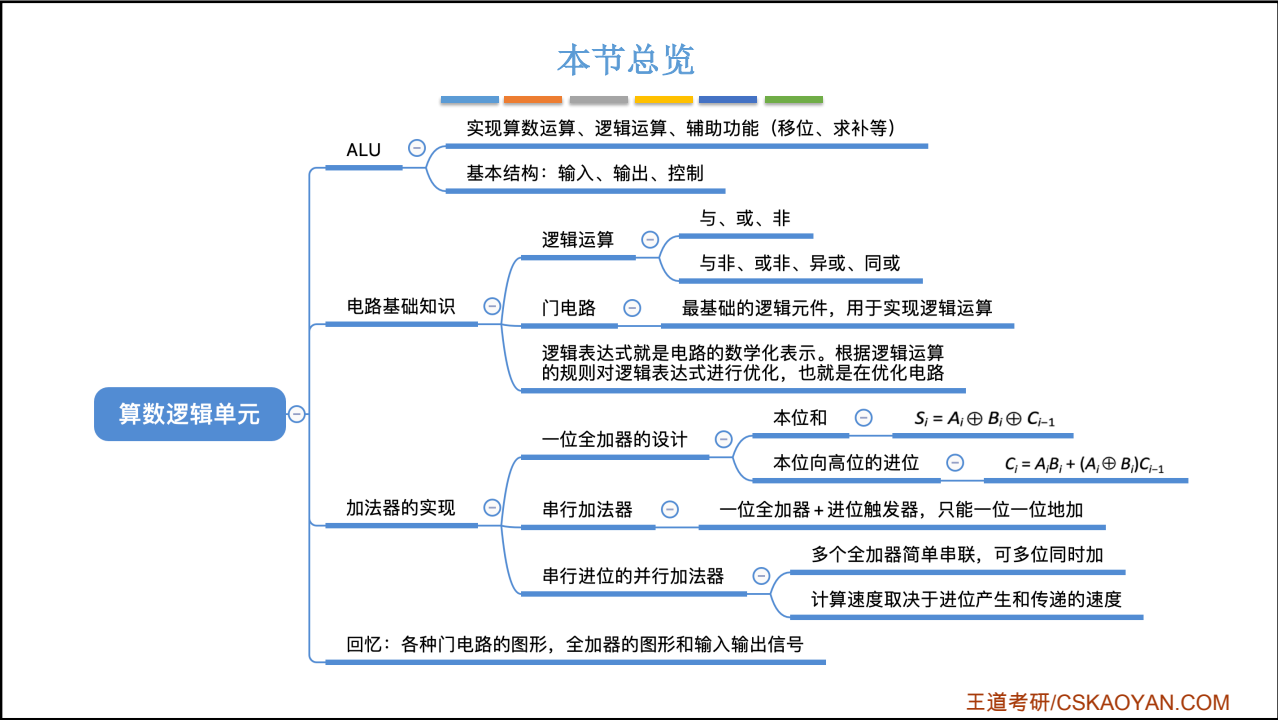 本节总览
ALU
实现算数运算、逻辑运算、辅助功能（移位、求补等）
基本结构：输入、输出、控制
电路基础知识
逻辑运算
与、或、非
与非、或非、异或、同或
门电路
最基础的逻辑元件，用于实现逻辑运算
逻辑表达式就是电路的数学化表示。根据逻辑运算
的规则对逻辑表达式进行优化，也就是在优化电路
算数逻辑单元
加法器的实现
一位全加器的设计
本位和
Sᵢ = Aᵢ ⊕ Bᵢ ⊕ Cᵢ₋₁
本位向高位的进位
Cᵢ = AᵢBᵢ + (Aᵢ ⊕ Bᵢ)Cᵢ₋₁
串行加法器
一位全加器 + 进位触发器，只能一位一位地加
串行进位的并行加法器
多个全加器简单串联，可多位同时加
计算速度取决于进位产生和传递的速度
回忆：各种门电路的图形，全加器的图形和输入输出信号
王道考研/CSKAOYAN.COM